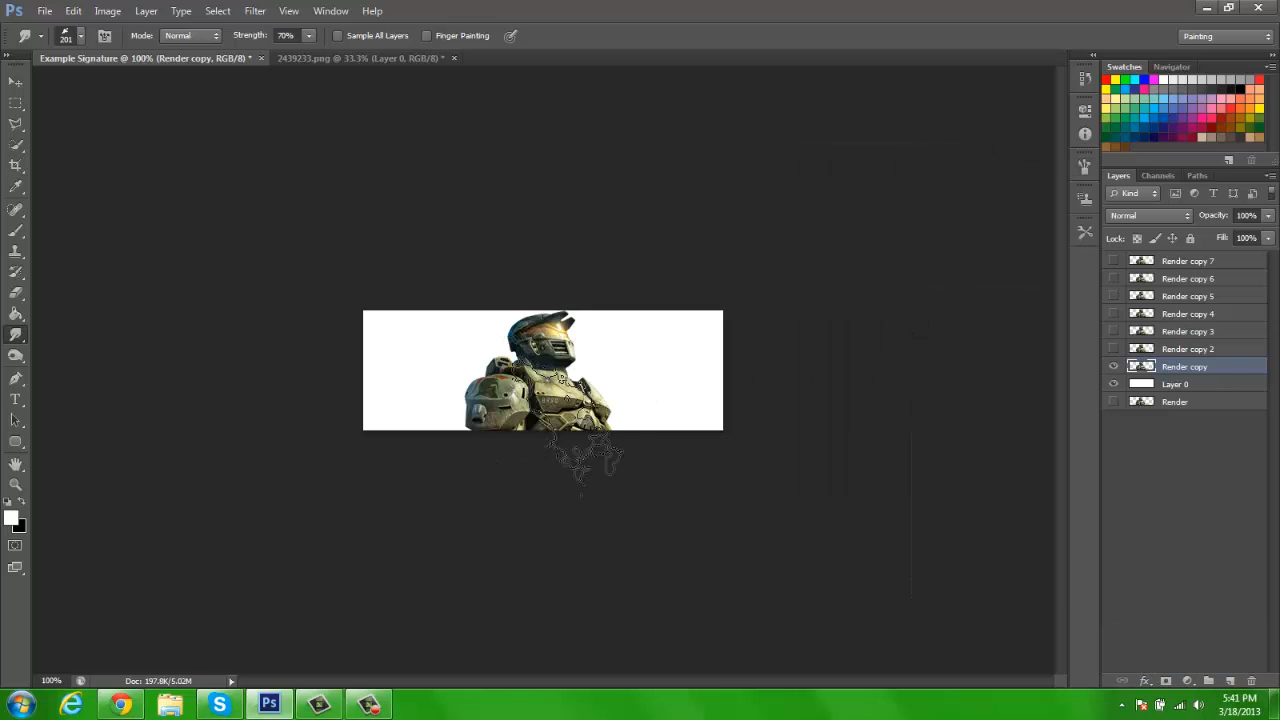 Ps File Edit Image Layer Type Select Filter View Window Help
201 Mode: Normal Strength: 70% Sample All Layers Finger Painting Painting
Example Signature @ 100% (Render copy, RGB/8) * × 2439233.png @ 33.3% (Layer 0, RGB/8) * ×
Swatches Navigator
Layers Channels Paths
Kind
Normal Opacity: 100%
Lock: Fill: 100%
Render copy 7
Render copy 6
Render copy 5
Render copy 4
Render copy 3
Render copy 2
Render copy
Layer 0
Render
100% Doc: 197.8K/5.02M
Ps
5:41 PM
3/18/2013